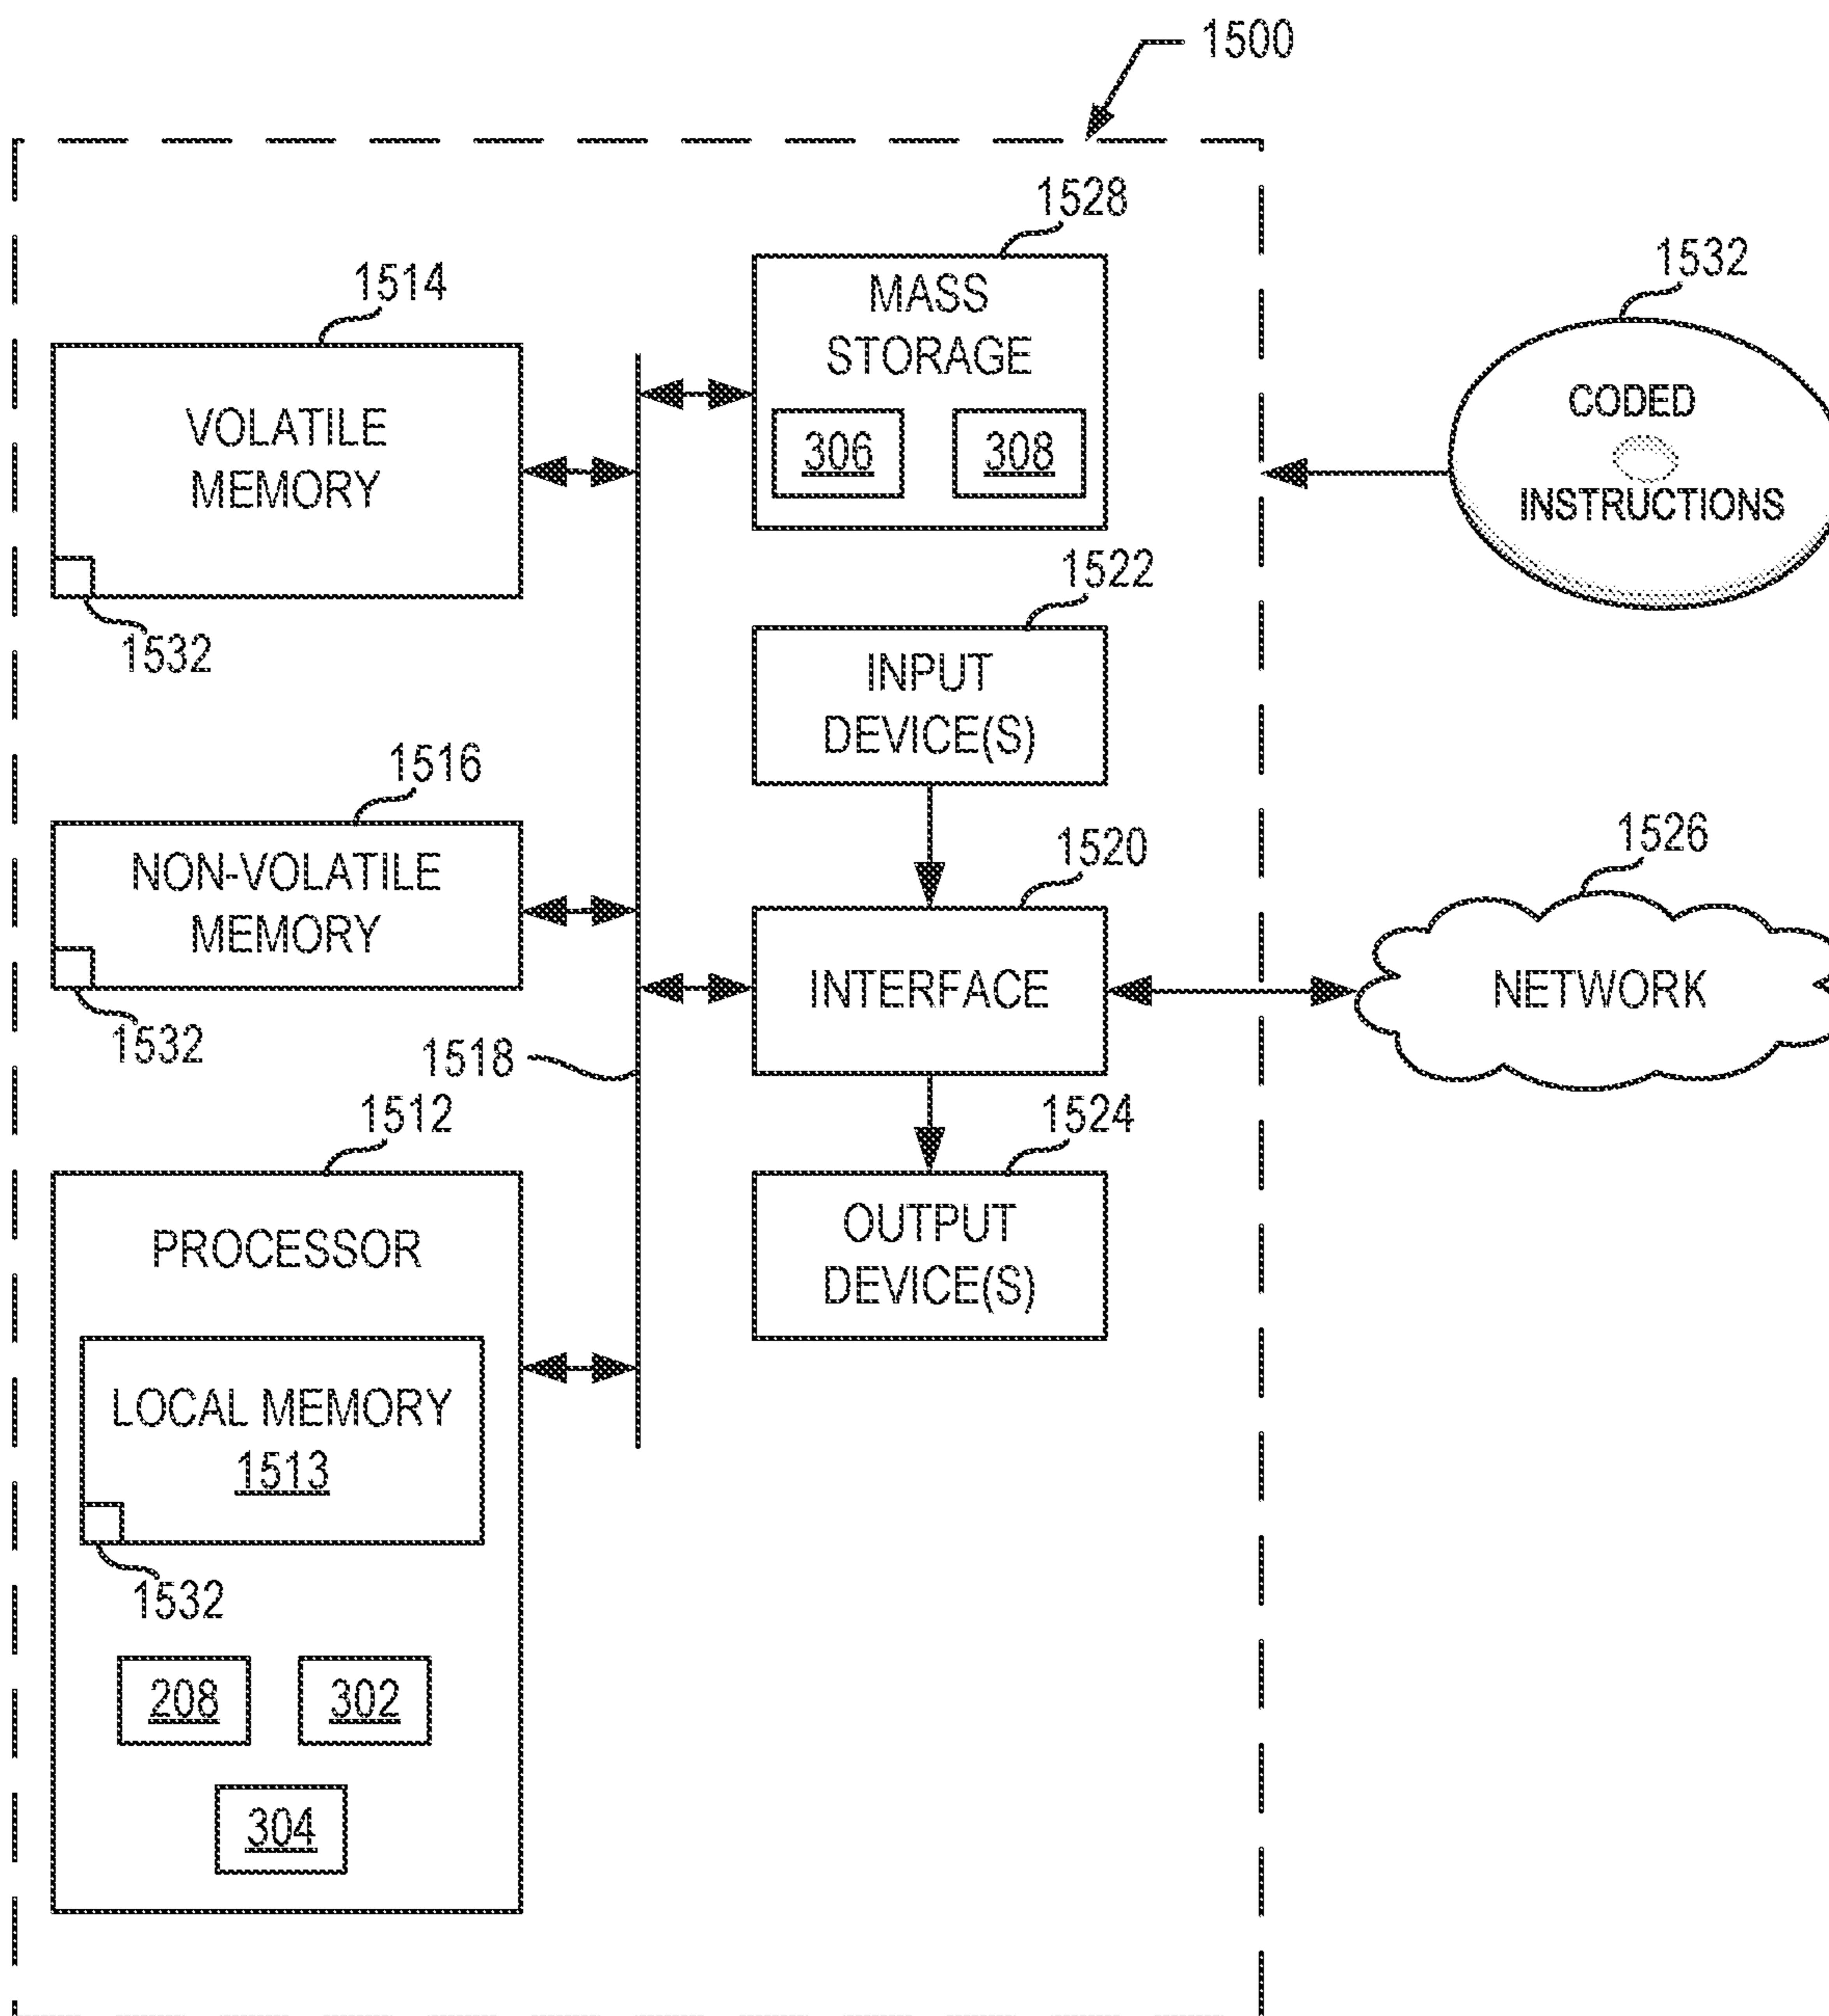 1500
1528
MASS
STORAGE
306 308
1514
VOLATILE
MEMORY
1532
1532
CODED
INSTRUCTIONS
1522
INPUT
DEVICE(S)
1516
NON-VOLATILE
MEMORY
1532
1520
INTERFACE
1526
NETWORK
1518
1512
PROCESSOR
LOCAL MEMORY
1513
1532
208 302
304
1524
OUTPUT
DEVICE(S)